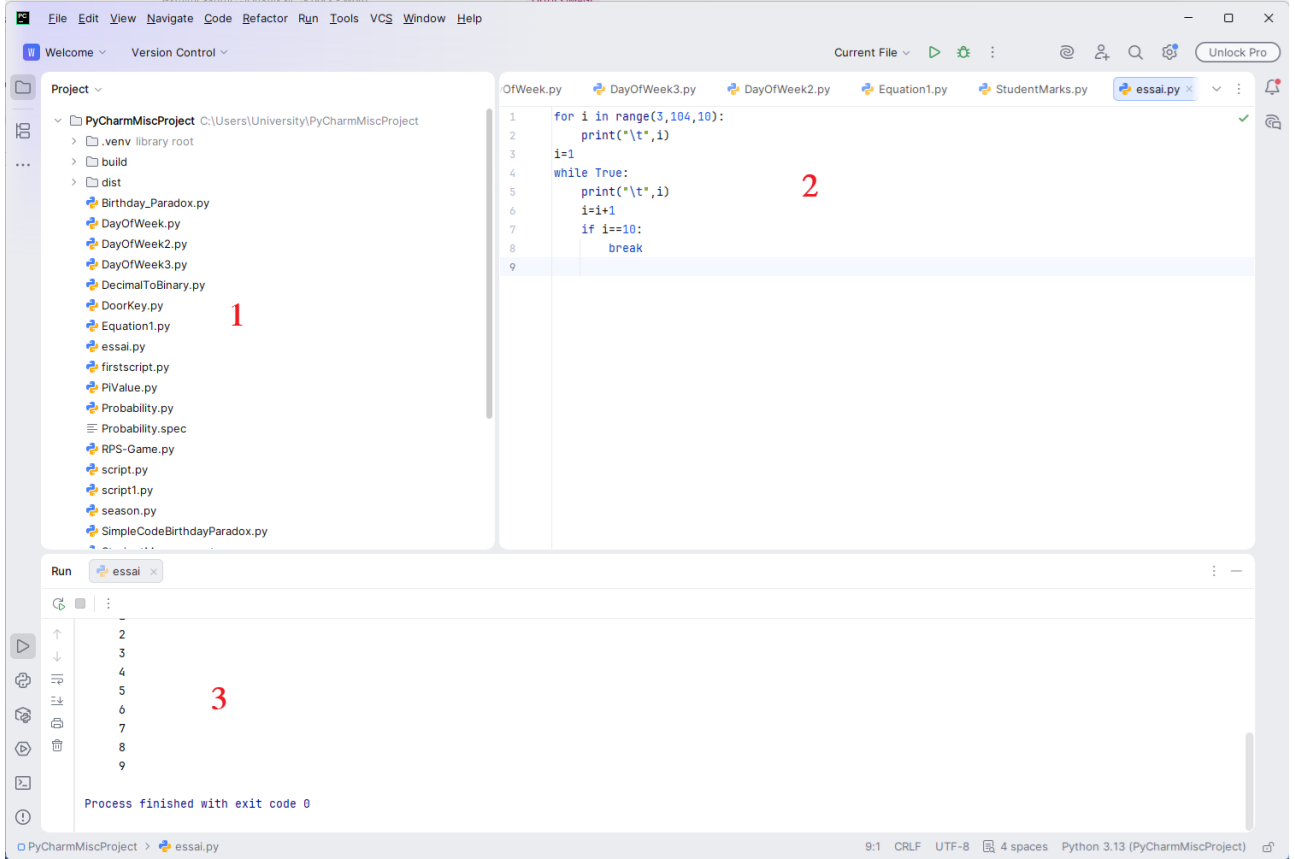 File Edit View Navigate Code Refactor Run Tools VCS Window Help
W Welcome Version Control Current File Unlock Pro
Project
PyCharmMiscProject C:\Users\University\PyCharmMiscProject
.venv library root
build
dist
Birthday_Paradox.py
DayOfWeek.py
DayOfWeek2.py
DayOfWeek3.py
DecimalToBinary.py
DoorKey.py
Equation1.py
essai.py
firstscript.py
PiValue.py
Probability.py
Probability.spec
RPS-Game.py
script.py
script1.py
season.py
SimpleCodeBirthdayParadox.py
1
OfWeek.py DayOfWeek3.py DayOfWeek2.py Equation1.py StudentMarks.py essai.py
1 for i in range(3,104,10):
2 print("\t",i)
3 i=1
4 while True:
5 print("\t",i)
6 i=i+1
7 if i==10:
8 break
9
2
Run essai
2
3
4
5
6
7
8
9
Process finished with exit code 0
3
PyCharmMiscProject > essai.py 9:1 CRLF UTF-8 4 spaces Python 3.13 (PyCharmMiscProject)